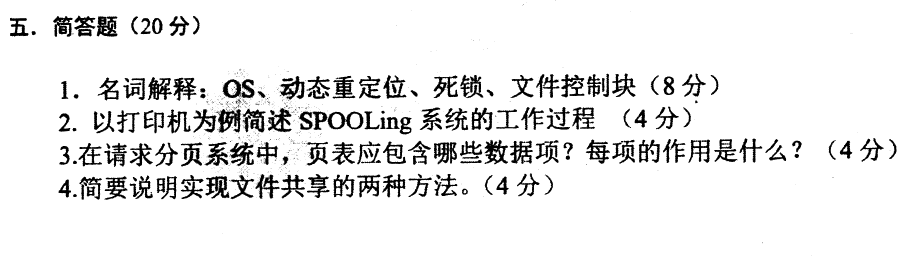 五．简答题（20 分）
1．名词解释：OS、动态重定位、死锁、文件控制块（8 分）
2. 以打印机为例简述 SPOOLing 系统的工作过程 （4 分）
3.在请求分页系统中，页表应包含哪些数据项？每项的作用是什么？（4 分）
4.简要说明实现文件共享的两种方法。（4 分）